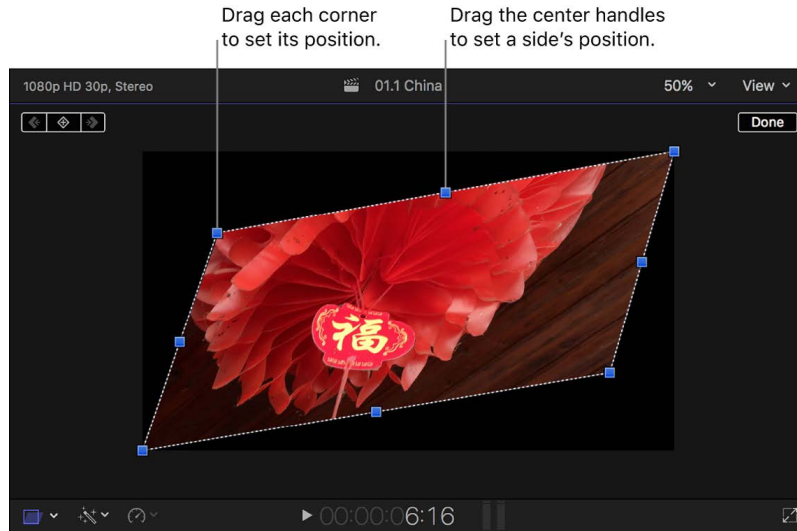 Drag each corner
to set its position.
Drag the center handles
to set a side's position.
1080p HD 30p, Stereo
01.1 China
50%
View
Done
福
00:00:06:16